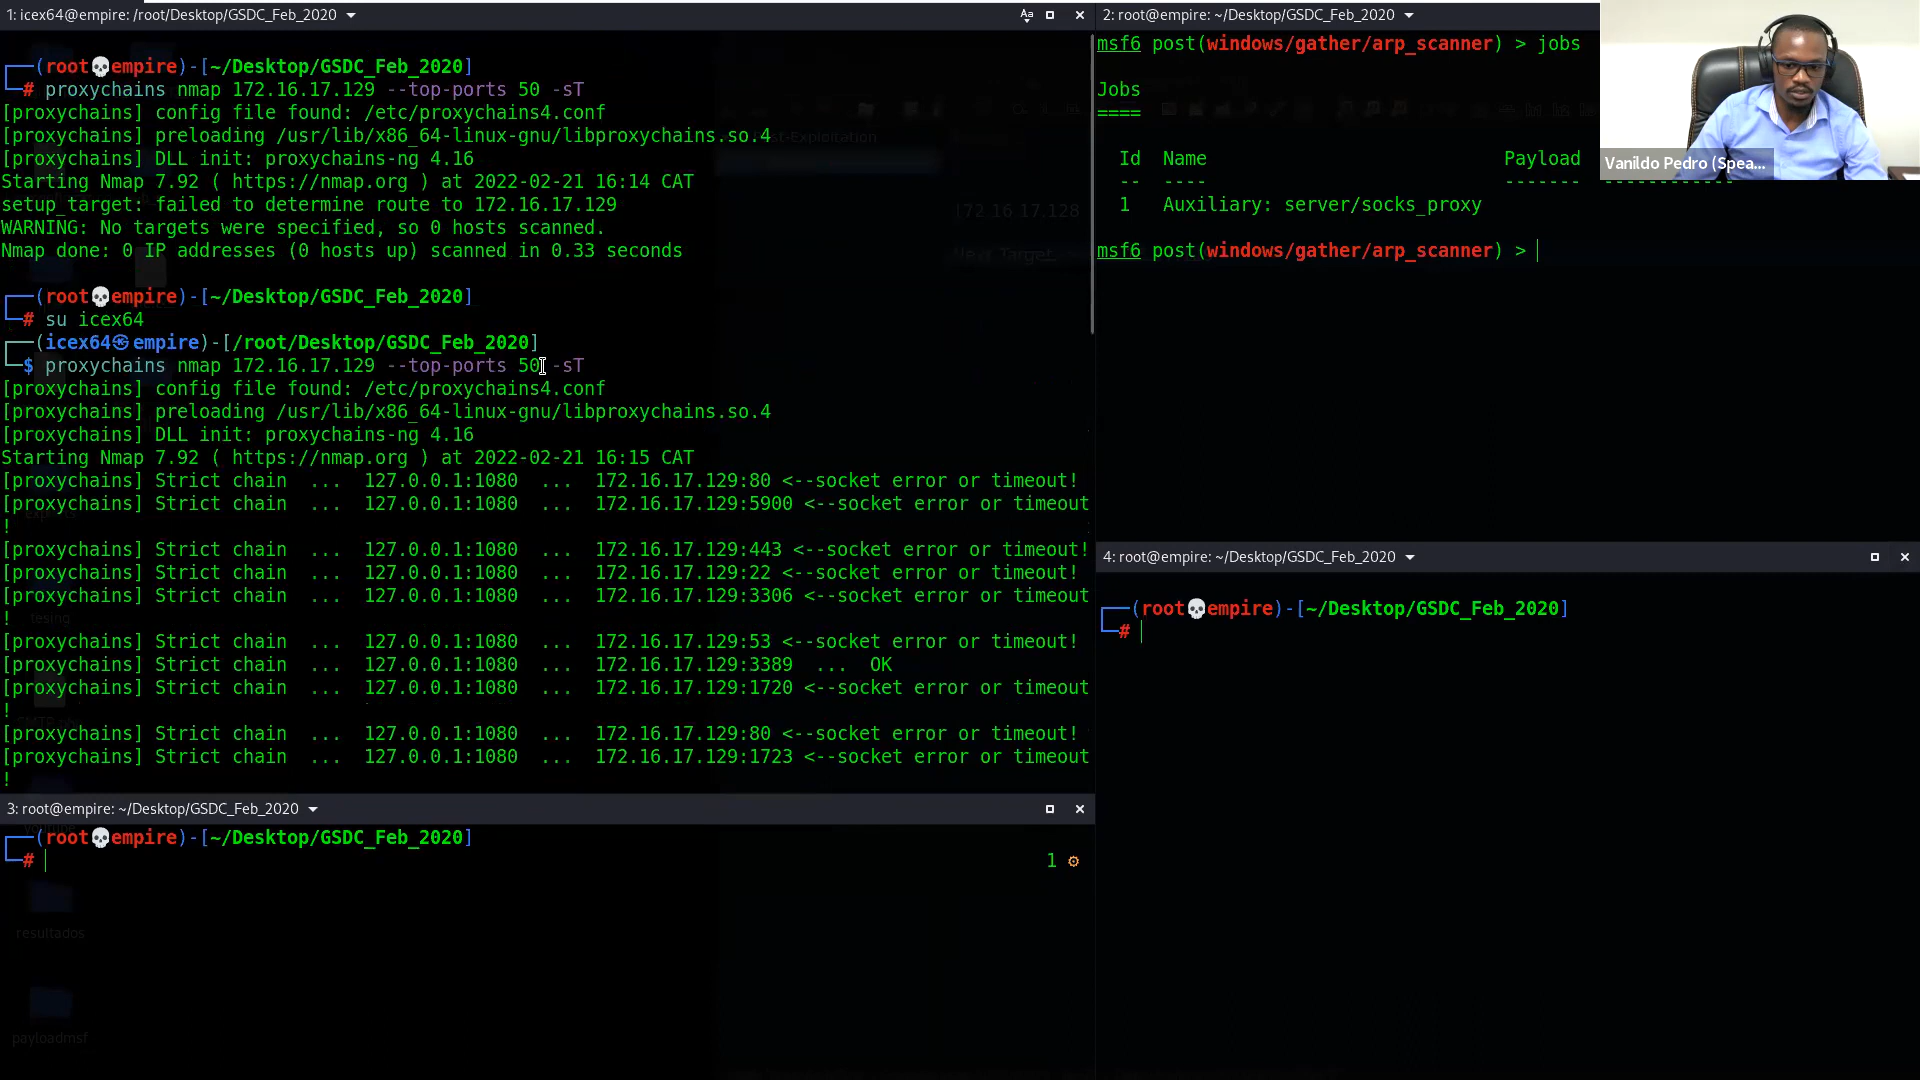 1: icex64@empire: /root/Desktop/GSDC_Feb_2020
(root💀empire)-[~/Desktop/GSDC_Feb_2020]
# proxychains nmap 172.16.17.129 --top-ports 50 -sT
[proxychains] config file found: /etc/proxychains4.conf
[proxychains] preloading /usr/lib/x86_64-linux-gnu/libproxychains.so.4
[proxychains] DLL init: proxychains-ng 4.16
Starting Nmap 7.92 ( https://nmap.org ) at 2022-02-21 16:14 CAT
setup_target: failed to determine route to 172.16.17.129
WARNING: No targets were specified, so 0 hosts scanned.
Nmap done: 0 IP addresses (0 hosts up) scanned in 0.33 seconds
(root💀empire)-[~/Desktop/GSDC_Feb_2020]
# su icex64
(icex64㉿empire)-[/root/Desktop/GSDC_Feb_2020]
$ proxychains nmap 172.16.17.129 --top-ports 50 -sT
[proxychains] config file found: /etc/proxychains4.conf
[proxychains] preloading /usr/lib/x86_64-linux-gnu/libproxychains.so.4
[proxychains] DLL init: proxychains-ng 4.16
Starting Nmap 7.92 ( https://nmap.org ) at 2022-02-21 16:15 CAT
[proxychains] Strict chain ... 127.0.0.1:1080 ... 172.16.17.129:80 <--socket error or timeout!
[proxychains] Strict chain ... 127.0.0.1:1080 ... 172.16.17.129:5900 <--socket error or timeout
!
[proxychains] Strict chain ... 127.0.0.1:1080 ... 172.16.17.129:443 <--socket error or timeout!
[proxychains] Strict chain ... 127.0.0.1:1080 ... 172.16.17.129:22 <--socket error or timeout!
[proxychains] Strict chain ... 127.0.0.1:1080 ... 172.16.17.129:3306 <--socket error or timeout
!
[proxychains] Strict chain ... 127.0.0.1:1080 ... 172.16.17.129:53 <--socket error or timeout!
[proxychains] Strict chain ... 127.0.0.1:1080 ... 172.16.17.129:3389 ... OK
[proxychains] Strict chain ... 127.0.0.1:1080 ... 172.16.17.129:1720 <--socket error or timeout
!
[proxychains] Strict chain ... 127.0.0.1:1080 ... 172.16.17.129:80 <--socket error or timeout!
[proxychains] Strict chain ... 127.0.0.1:1080 ... 172.16.17.129:1723 <--socket error or timeout
!
2: root@empire: ~/Desktop/GSDC_Feb_2020
msf6 post(windows/gather/arp_scanner) > jobs
Jobs
====
Id Name Payload
-- ---- ------- ------------
1 Auxiliary: server/socks_proxy
msf6 post(windows/gather/arp_scanner) >
Vanildo Pedro (Spea...
172.16.17.128
Next Target
3: root@empire: ~/Desktop/GSDC_Feb_2020
(root💀empire)-[~/Desktop/GSDC_Feb_2020]
#
1 ⚙
tesing
resultados
payloadmsf
4: root@empire: ~/Desktop/GSDC_Feb_2020
(root💀empire)-[~/Desktop/GSDC_Feb_2020]
#